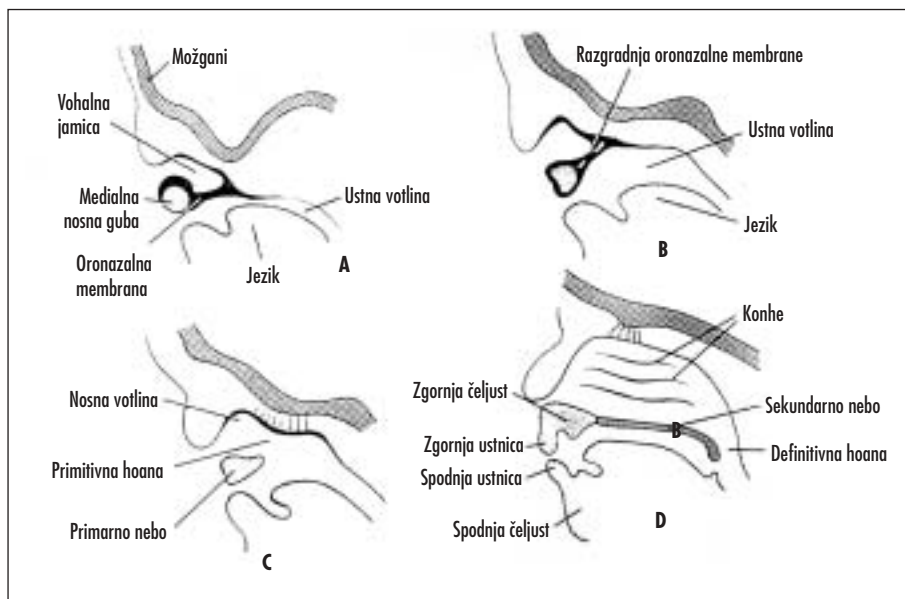 Možgani
Vohalna
jamica
Medialna
nosna guba
Oronazalna
membrana
Jezik
Ustna votlina
A
Razgradnja oronazalne membrane
Ustna votlina
Jezik
B
Nosna votlina
Primitivna hoana
Primarno nebo
C
Konhe
Zgornja čeljust
Sekundarno nebo
B
Zgornja ustnica
Definitivna hoana
Spodnja ustnica
Spodnja čeljust
D